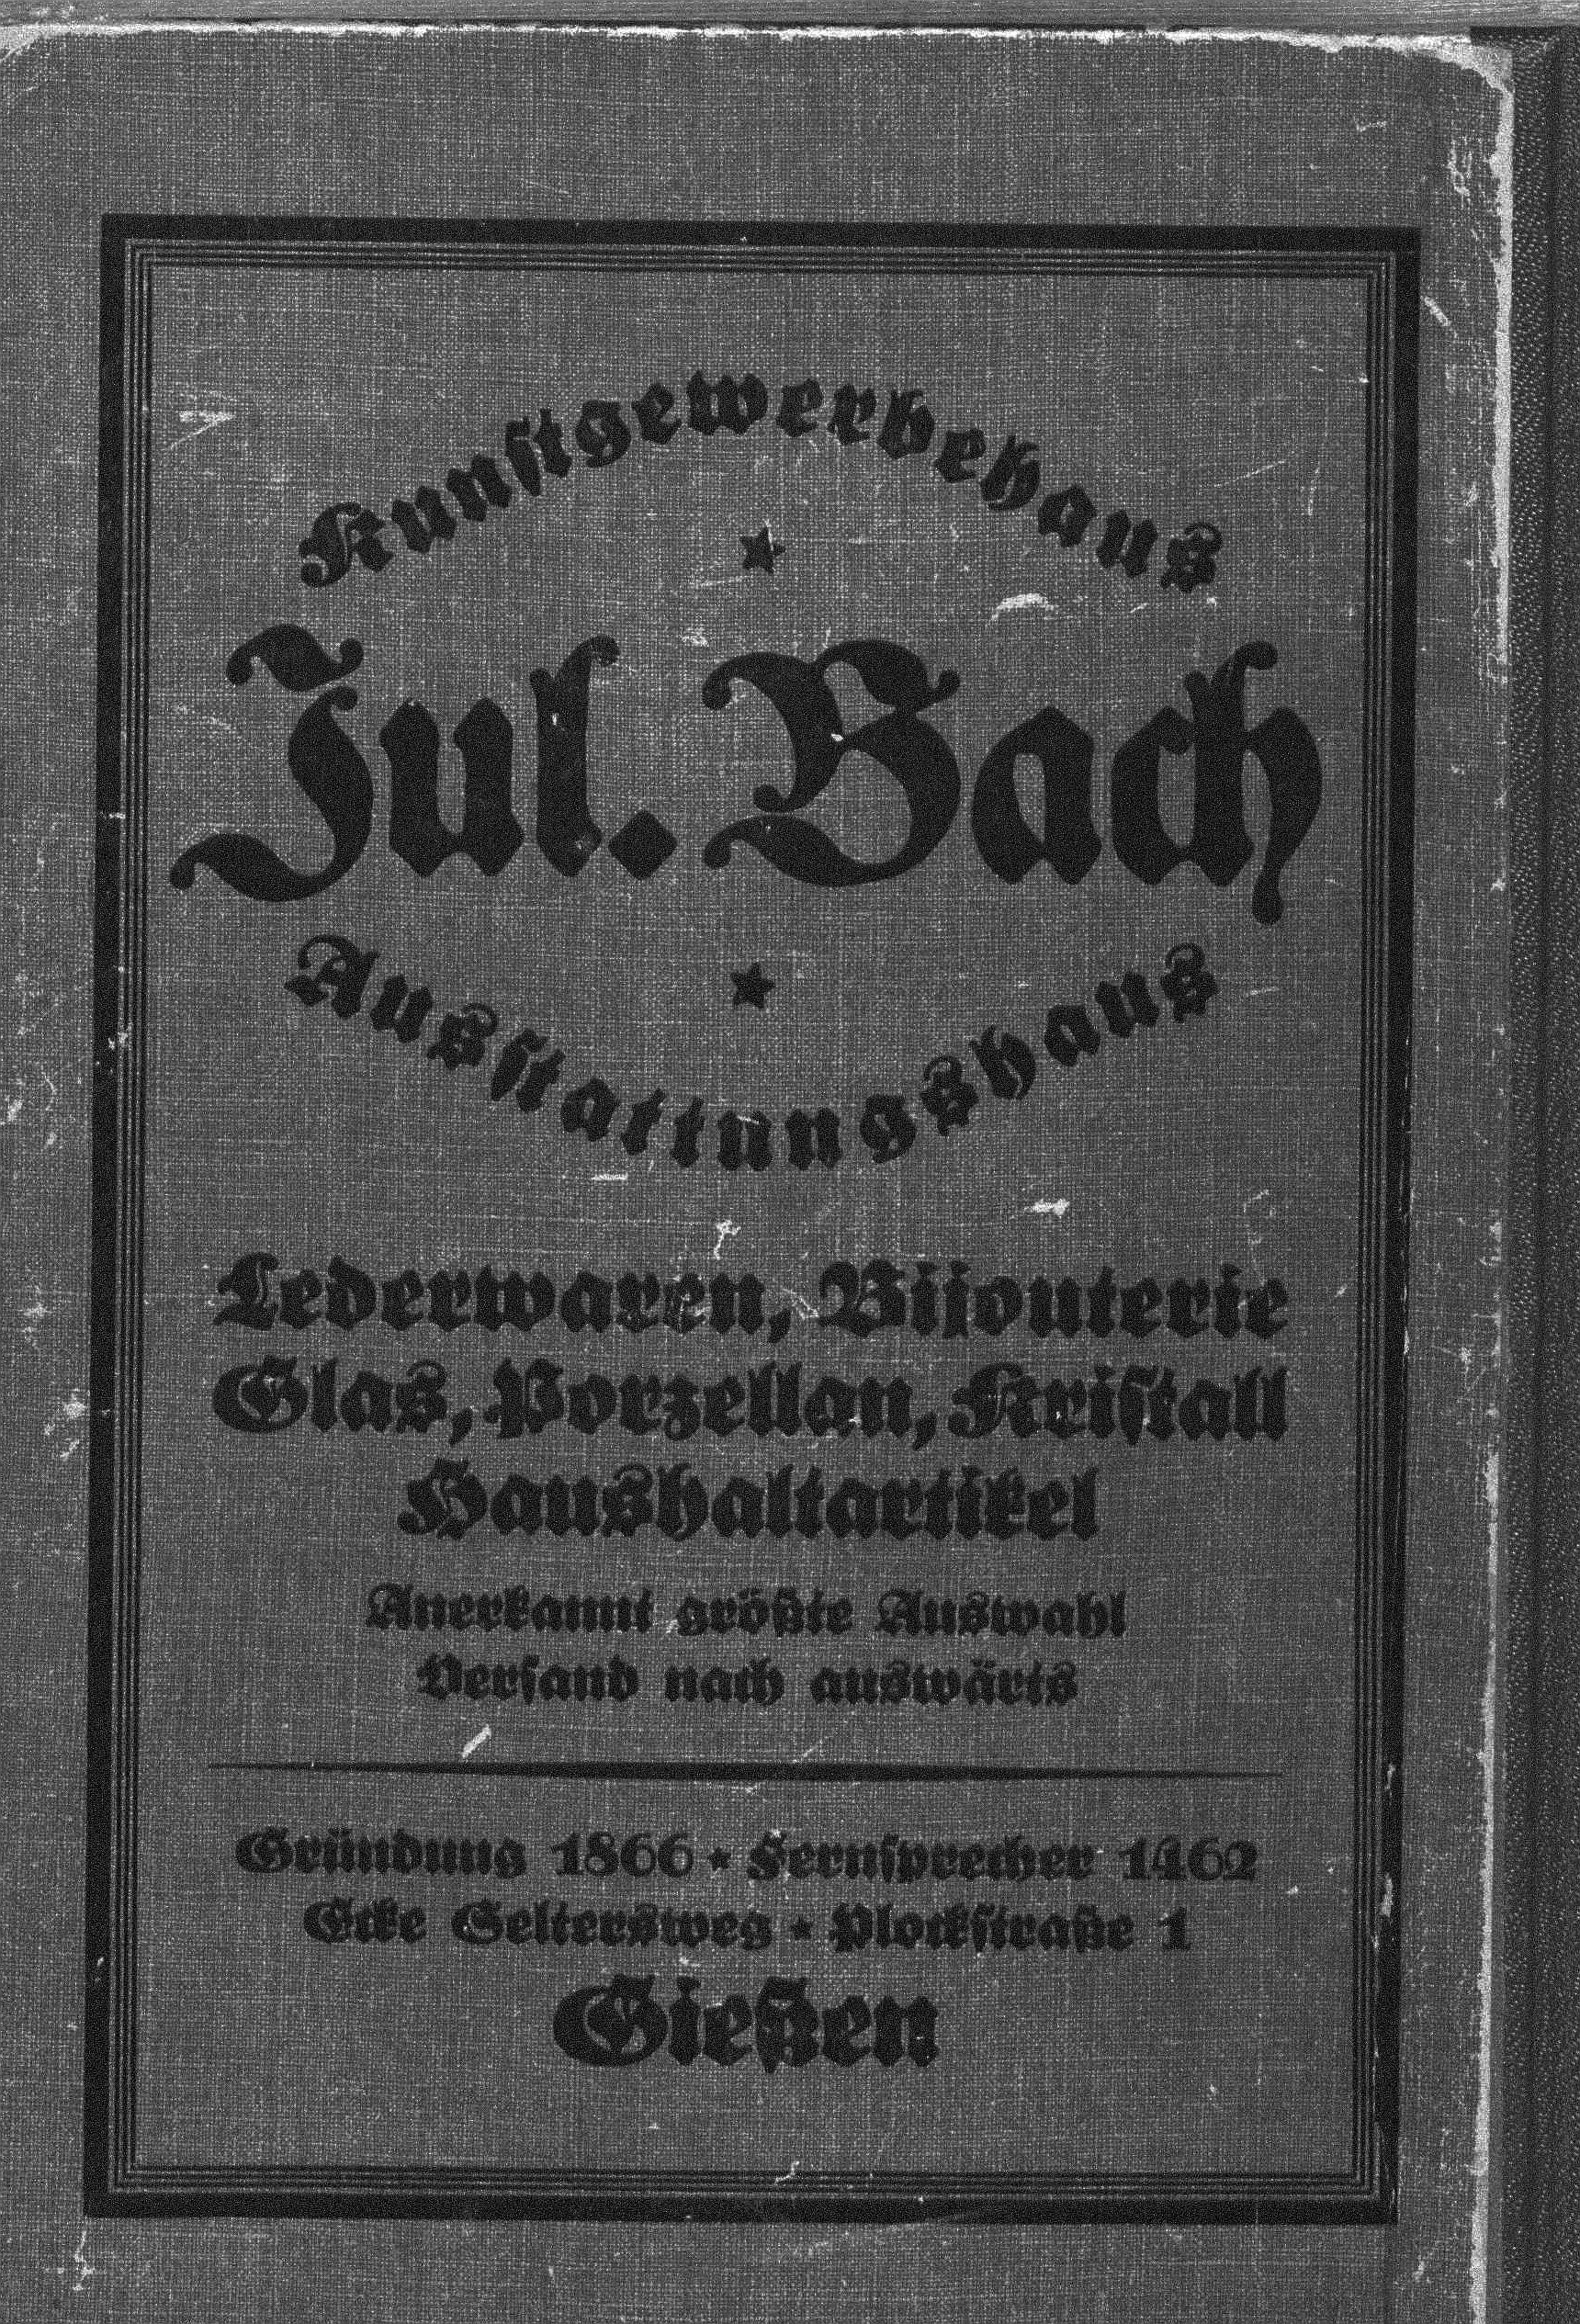 Kunstgewerbehaus
★
Jul. Bach
★
Ausstattungshaus
Lederwaren, Bijouterie
Glas, Porzellan, Kristall
Haushaltartikel
Anerkannt größte Auswahl
Versand nach auswärts
Gründung 1866 ★ Fernsprecher 1462
Ecke Seltersweg ★ Plockstraße 1
Gießen